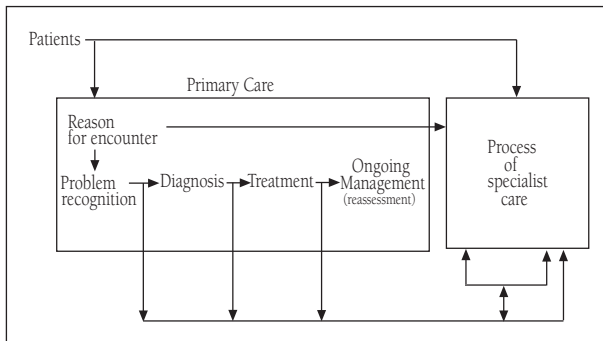 Patients
Primary Care
Reason
for encounter
Problem
recognition
Diagnosis
Treatment
Ongoing
Management
(reassessment)
Process
of
specialist
care